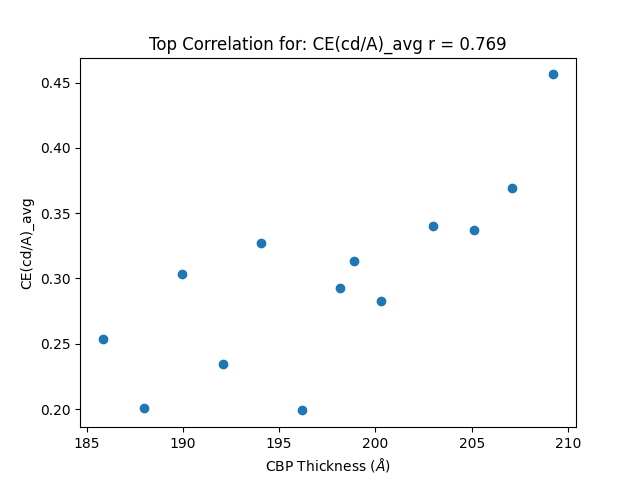 Top Correlation for: CE(cd/A)_avg r = 0.769
0.45
0.40
0.35
0.30
0.25
0.20
CE(cd/A)_avg
185 190 195 200 205 210
CBP Thickness (Å)